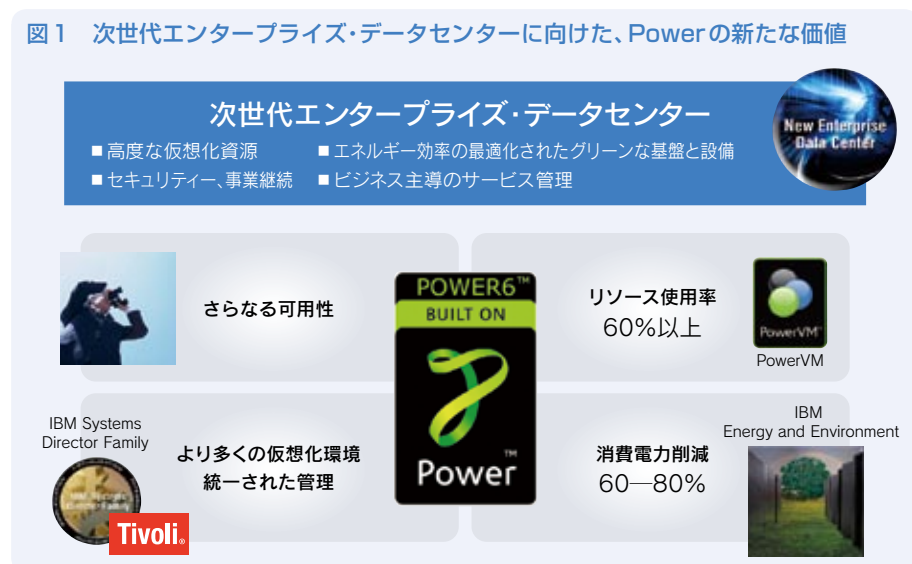 図1 次世代エンタープライズ・データセンターに向けた、Powerの新たな価値
次世代エンタープライズ・データセンター
■ 高度な仮想化資源 ■ エネルギー効率の最適化されたグリーンな基盤と設備
■ セキュリティー、事業継続 ■ ビジネス主導のサービス管理
New Enterprise
Data Center
さらなる可用性
POWER6™
BUILT ON
Power™
リソース使用率
60%以上
PowerVM™
PowerVM
IBM Systems
Director Family
より多くの仮想化環境
統一された管理
IBM Systems
Director Family
Tivoli®
消費電力削減
60—80%
IBM
Energy and Environment